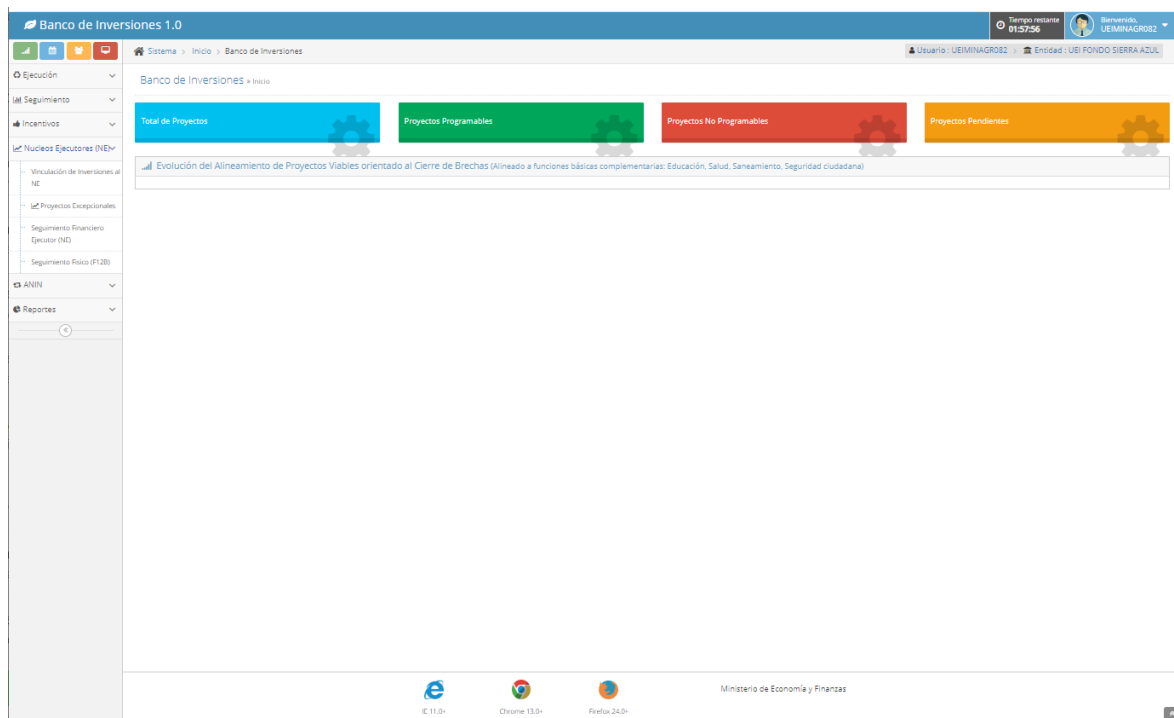 Banco de Inversiones 1.0
Tiempo restante
01:57:56
Bienvenido,
UEIMINAGR082
Sistema > Inicio > Banco de Inversiones
Usuario : UEIMINAGR082 > Entidad : UEI FONDO SIERRA AZUL
Ejecución
Seguimiento
Incentivos
Nucleos Ejecutores (NE)
Vinculación de Inversiones al
NE
Proyectos Excepcionales
Seguimiento Financiero
Ejecutor (NE)
Seguimiento Fisico (F12B)
ANIN
Reportes
Banco de Inversiones » Inicio
Total de Proyectos
Proyectos Programables
Proyectos No Programables
Proyectos Pendientes
Evolución del Alineamiento de Proyectos Viables orientado al Cierre de Brechas (Alineado a funciones básicas complementarias: Educación, Salud, Saneamiento, Seguridad ciudadana)
IE 11.0+
Chrome 13.0+
Firefox 24.0+
Ministerio de Economía y Finanzas